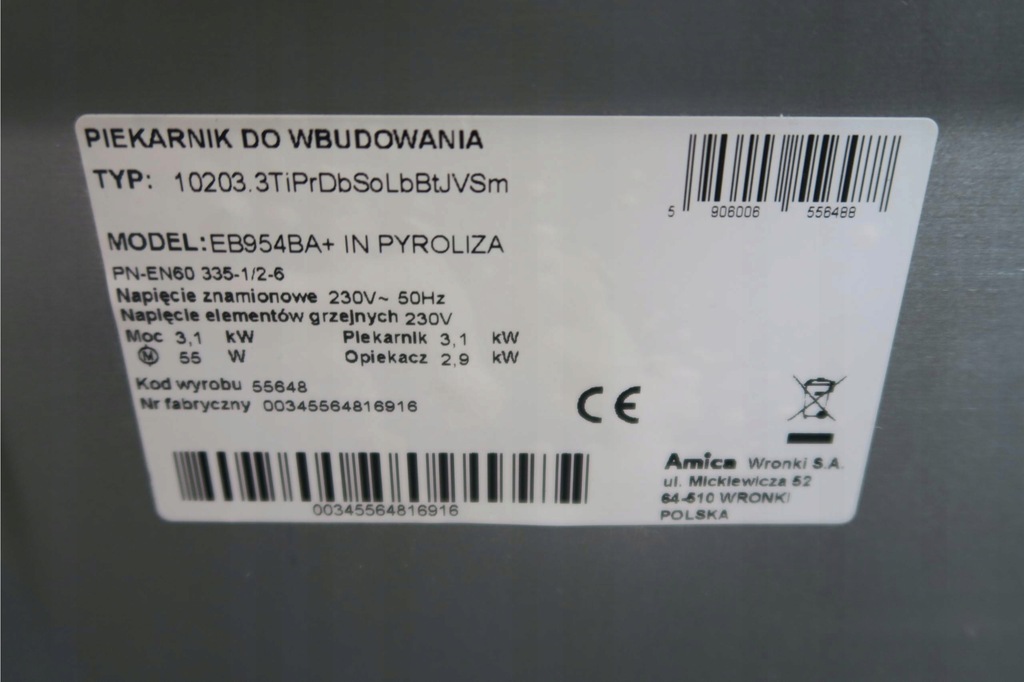 PIEKARNIK DO WBUDOWANIA
TYP: 10203.3TiPrDbSoLbBtJVSm
5 906006 556488
MODEL: EB954BA+ IN PYROLIZA
PN-EN60 335-1/2-6
Napięcie znamionowe 230V~ 50Hz
Napięcie elementów grzejnych 230V
Moc 3,1 kW Piekarnik 3,1 kW
M 55 W Opiekacz 2,9 kW
Kod wyrobu 55648
Nr fabryczny 00345564816916
CE
00345564816916
Amica Wronki S.A.
ul. Mickiewicza 52
64-510 WRONKI
POLSKA